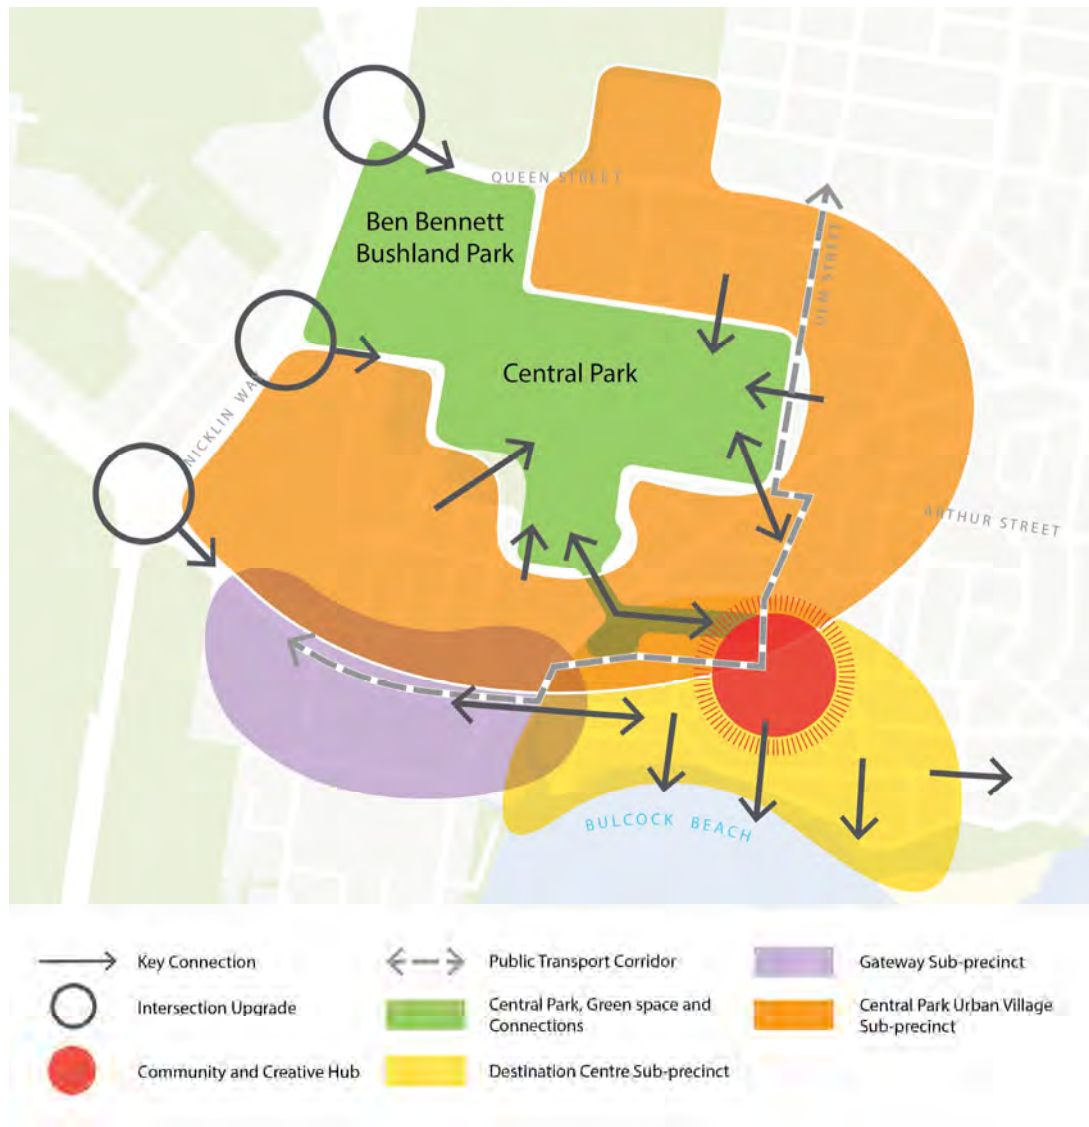 QUEEN STREET
Ben Bennett
Bushland Park
ULM STREET
Central Park
NICKLIN WAY
ARTHUR STREET
BULCOCK BEACH
Key Connection
Intersection Upgrade
Community and Creative Hub
Public Transport Corridor
Central Park, Green space and
Connections
Destination Centre Sub-precinct
Gateway Sub-precinct
Central Park Urban Village
Sub-precinct